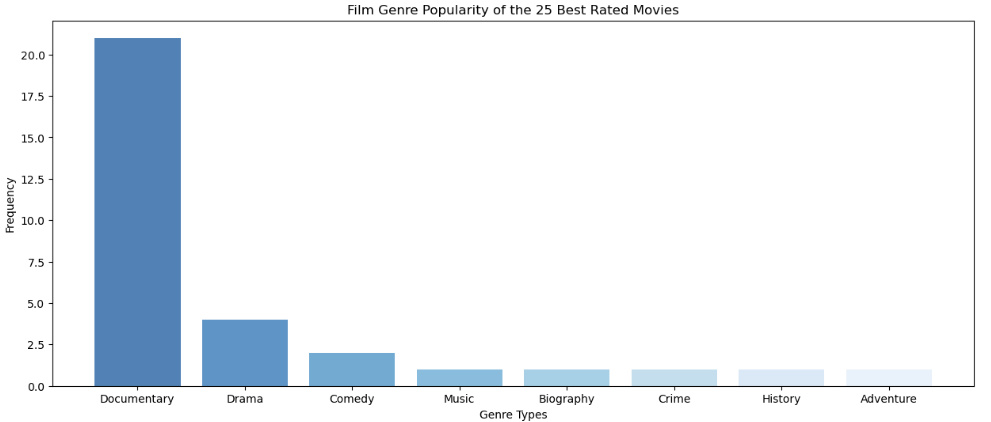 Film Genre Popularity of the 25 Best Rated Movies
Frequency
20.0
17.5
15.0
12.5
10.0
7.5
5.0
2.5
0.0
Documentary Drama Comedy Music Biography Crime History Adventure
Genre Types